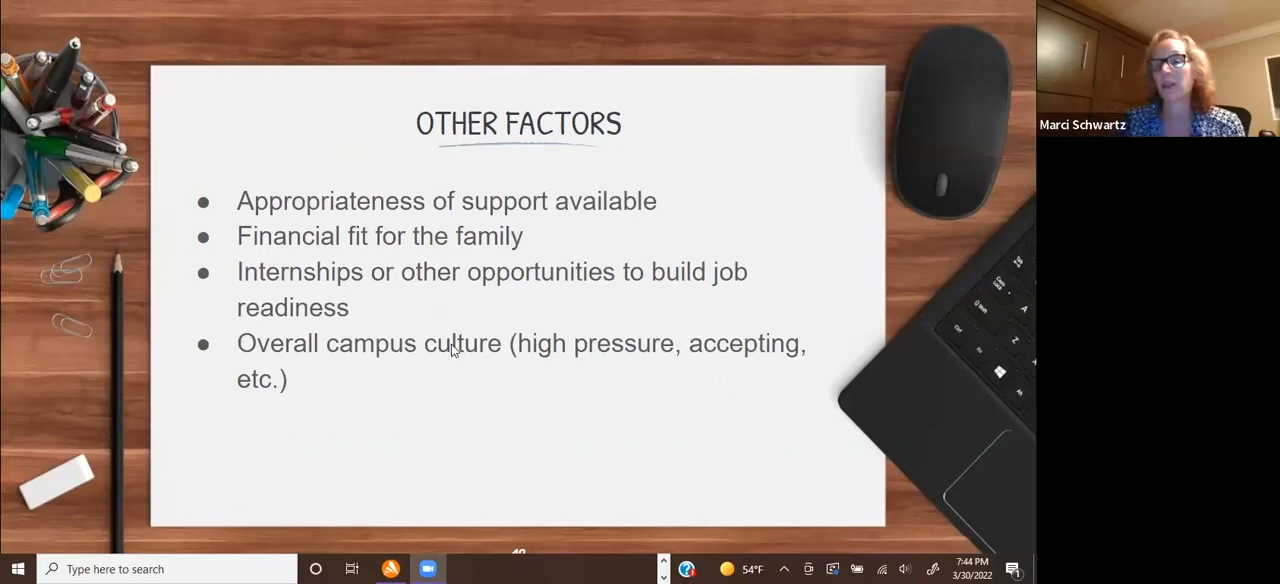 OTHER FACTORS
● Appropriateness of support available
● Financial fit for the family
● Internships or other opportunities to build job
readiness
● Overall campus culture (high pressure, accepting,
etc.)
Marci Schwartz
Type here to search
54°F
7:44 PM
3/30/2022